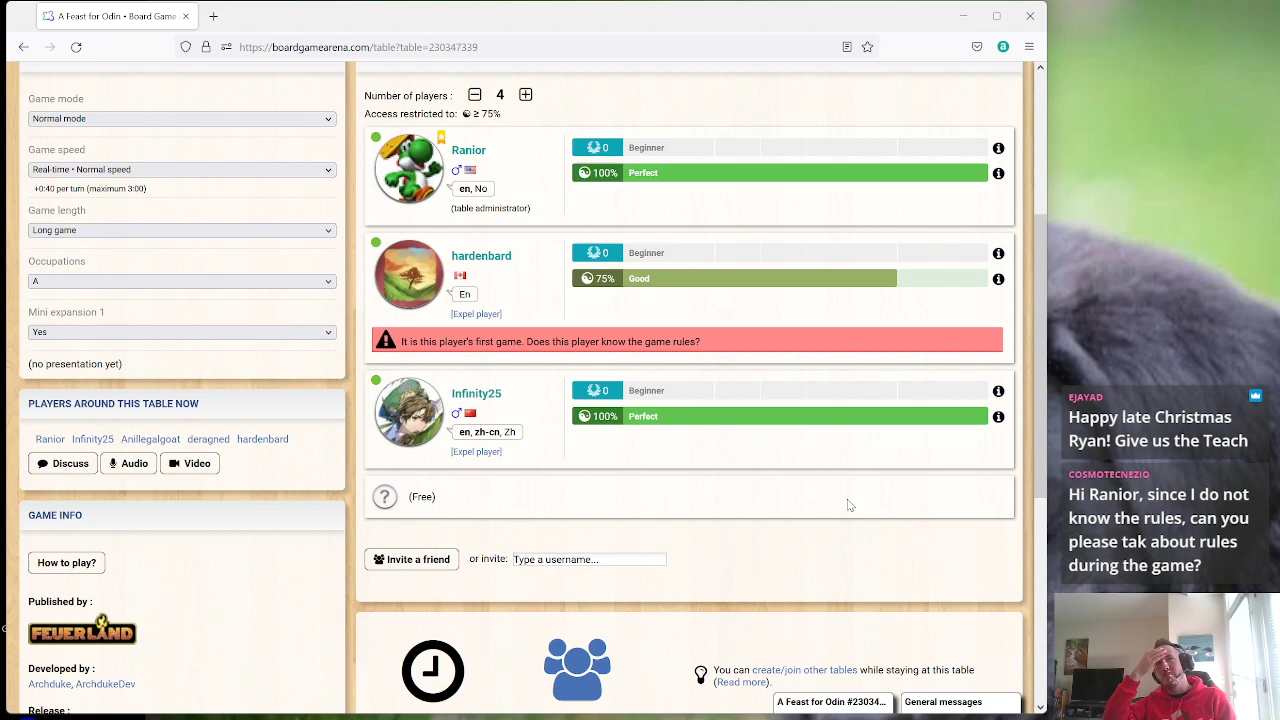 A Feast for Odin • Board Game
https://boardgamearena.com/table?table=230347339
Game mode
Normal mode
Game speed
Real-time • Normal speed
+0:40 per turn (maximum 3:00)
Game length
Long game
Occupations
A
Mini expansion 1
Yes
(no presentation yet)
PLAYERS AROUND THIS TABLE NOW
Ranior Infinity25 Anillegalgoat deragned hardenbard
Discuss Audio Video
GAME INFO
How to play?
Published by :
FEUERLAND
Developed by :
Archduke, ArchdukeDev
Release :
Number of players : 4
Access restricted to: ≥ 75%
Ranior
en, No
(table administrator)
0 Beginner
100% Perfect
hardenbard
En
[Expel player]
0 Beginner
75% Good
It is this player's first game. Does this player know the game rules?
Infinity25
en, zh-cn, Zh
[Expel player]
0 Beginner
100% Perfect
? (Free)
Invite a friend or invite: Type a username...
You can create/join other tables while staying at this table
(Read more).
A Feast for Odin #23034... General messages
EJAYAD
Happy late Christmas
Ryan! Give us the Teach
COSMOTECNEZIO
Hi Ranior, since I do not
know the rules, can you
please tak about rules
during the game?